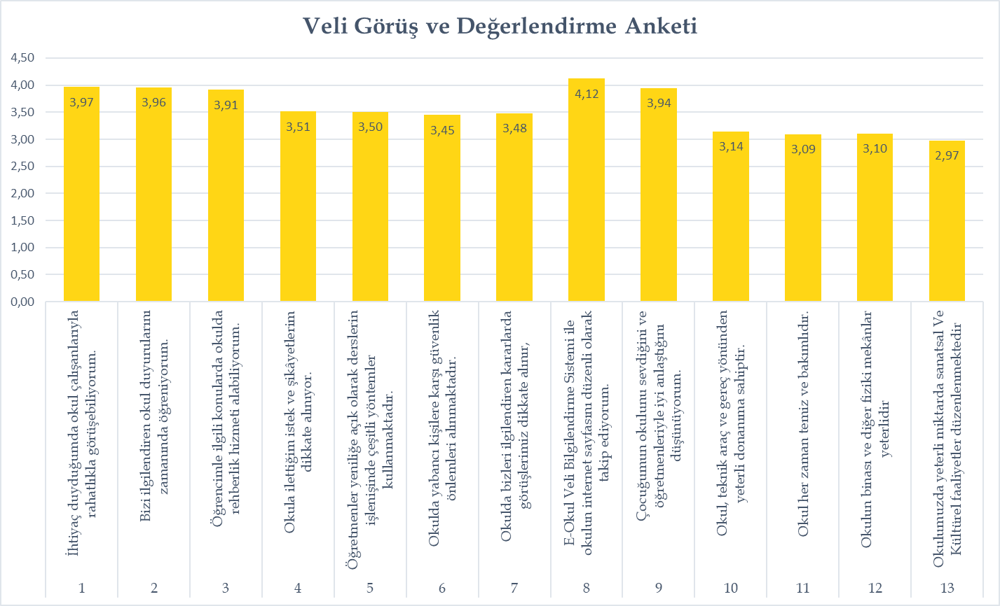 Veli Görüş ve Değerlendirme Anketi
4,50
4,00
3,50
3,00
2,50
2,00
1,50
1,00
0,50
0,00
3,97
3,96
3,91
3,51
3,50
3,45
3,48
4,12
3,94
3,14
3,09
3,10
2,97
İhtiyaç duyduğumda okul çalışanlarıyla
rahatlıkla görüşebiliyorum.
Bizi ilgilendiren okul duyurularını
zamanında öğreniyorum.
Öğrencimle ilgili konularda okulda
rehberlik hizmeti alabiliyorum.
Okula ilettiğim istek ve şikâyetlerim
dikkate alınıyor.
Öğretmenler yeniliğe açık olarak derslerin
işlenişinde çeşitli yöntemler
kullanmaktadır.
Okulda yabancı kişilere karşı güvenlik
önlemleri alınmaktadır.
Okulda bizleri ilgilendiren kararlarda
görüşlerimiz dikkate alınır,
E-Okul Veli Bilgilendirme Sistemi ile
okulun internet sayfasını düzenli olarak
takip ediyorum.
Çocuğumun okulunu sevdiğini ve
öğretmenleriyle iyi anlaştığını
düşünüyorum.
Okul, teknik araç ve gereç yönünden
yeterli donanıma sahiptir.
Okul her zaman temiz ve bakımlıdır.
Okulun binası ve diğer fiziki mekânlar
yeterlidir
Okulumuzda yeterli miktarda sanatsal Ve
Kültürel faaliyetler düzenlenmektedir
1
2
3
4
5
6
7
8
9
10
11
12
13